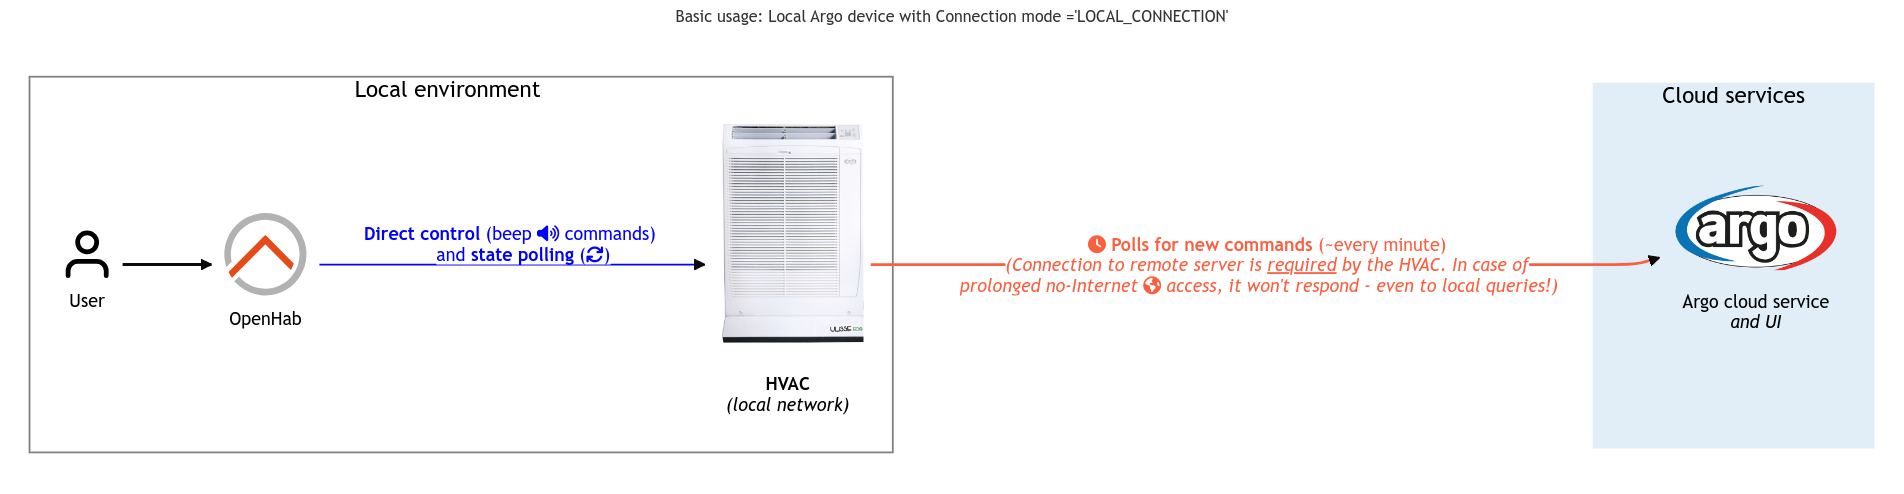 Basic usage: Local Argo device with Connection mode ='LOCAL_CONNECTION'
Local environment
Cloud services
User
OpenHab
Direct control (beep commands)
and state polling ()
ULISSE ECO
HVAC
(local network)
Polls for new commands (~every minute)
(Connection to remote server is required by the HVAC. In case of
prolonged no-Internet access, it won't respond - even to local queries!)
argo
Argo cloud service
and UI